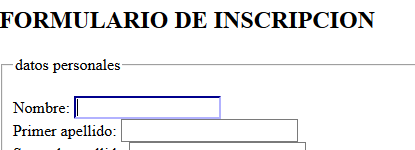 FORMULARIO DE INSCRIPCION
datos personales
Nombre:
Primer apellido: